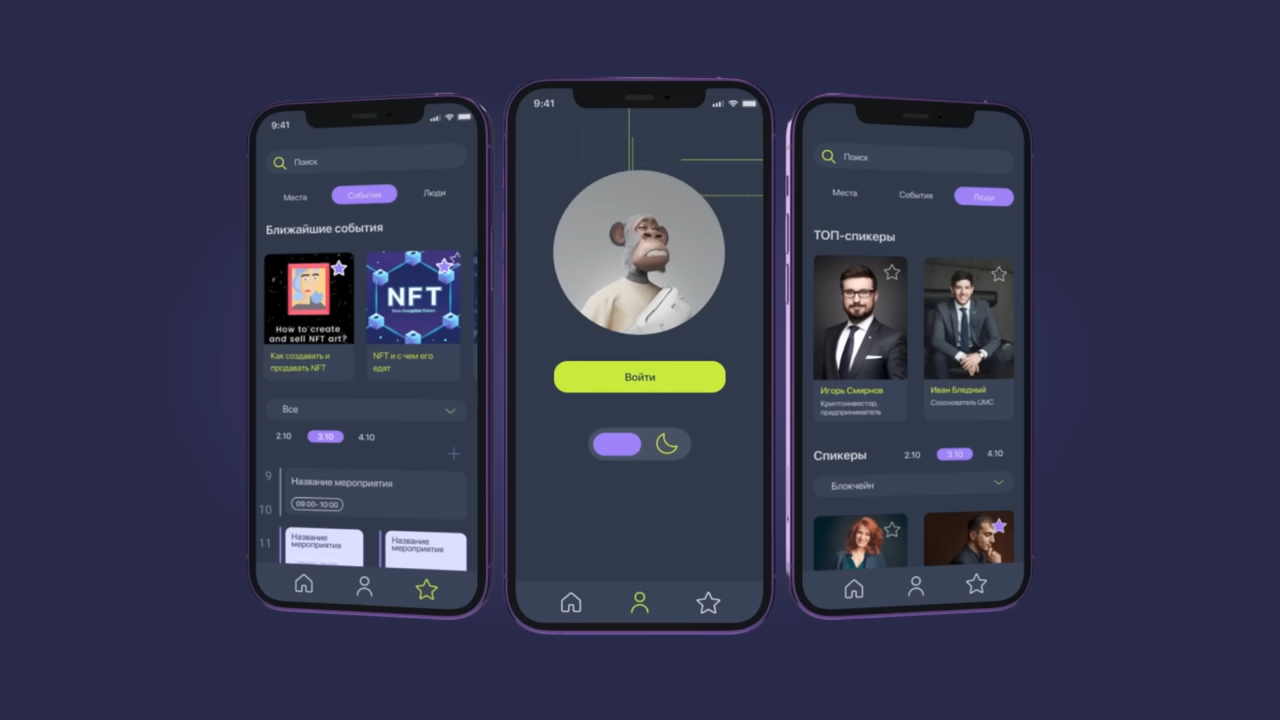 9:41
Поиск
Места
События
Люди
Ближайшие события
How to create
and sell NFT art?
NFT
Как создавать и
продавать NFT
NFT и с чем его
едят
Все
2.10
3.10
4.10
9
Название мероприятия
09:00- 10:00
10
11
Название
мероприятия
Название
мероприятия
9:41
Войти
Поиск
Места
События
Люди
ТОП-спикеры
Игорь Смирнов
Криптоинвестор,
предприниматель
Иван Бледный
Сооснователь UMC
Спикеры
2.10
3.10
4.10
Блокчейн